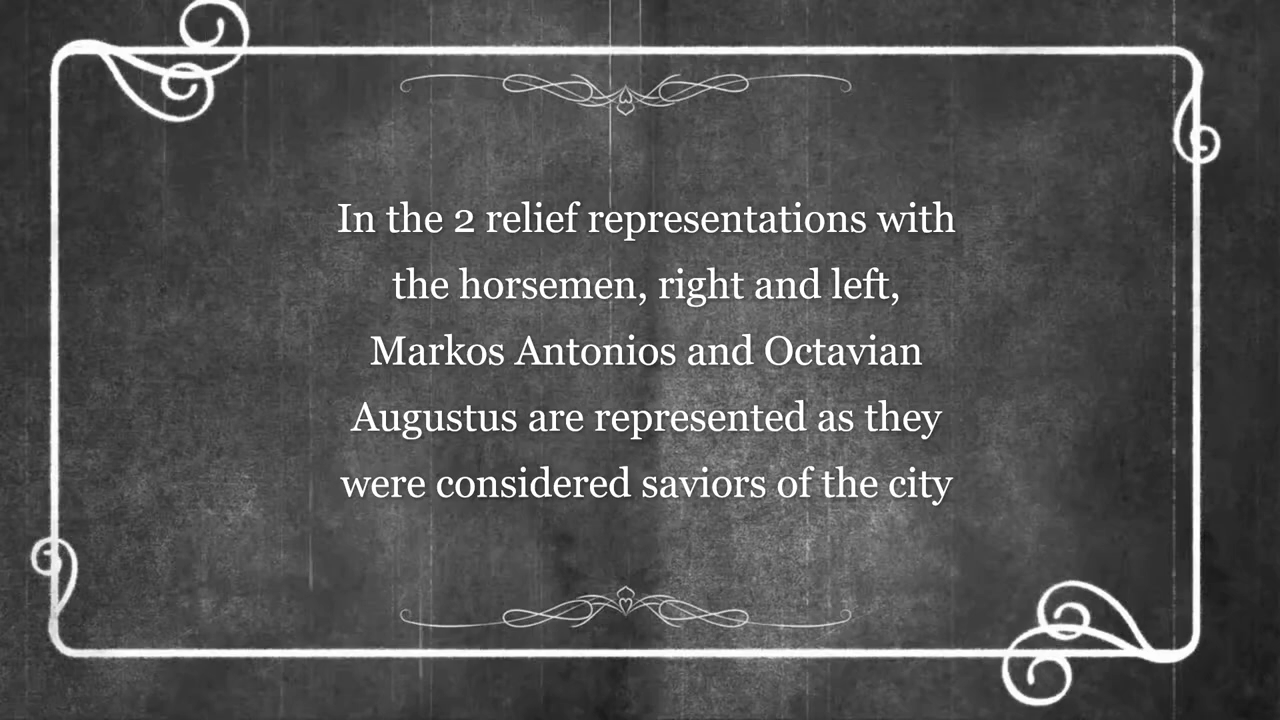 In the 2 relief representations with
the horsemen, right and left,
Markos Antonios and Octavian
Augustus are represented as they
were considered saviors of the city